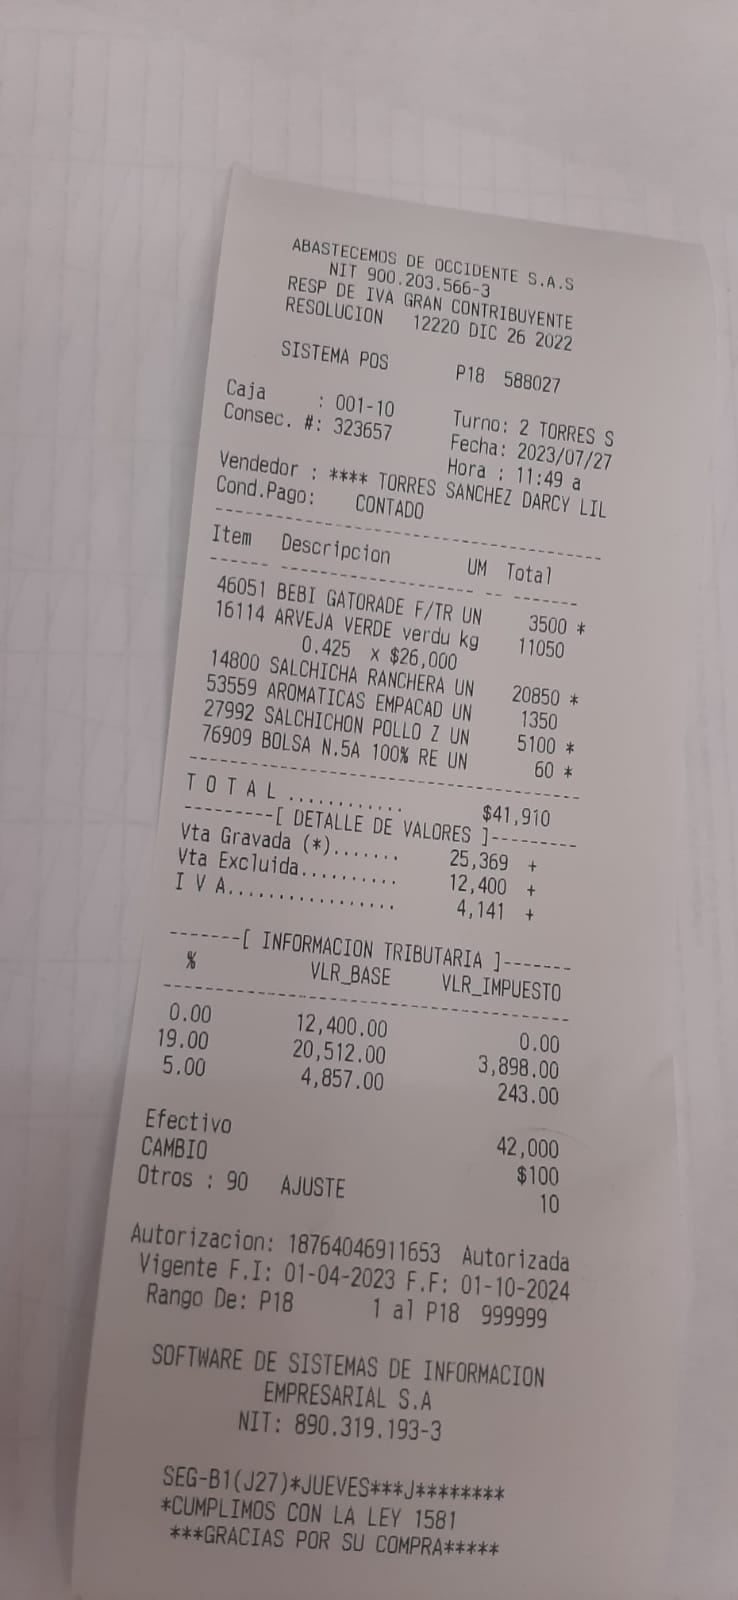 ABASTECEMOS DE OCCIDENTE S.A.S
NIT 900.203.566-3
RESP DE IVA GRAN CONTRIBUYENTE
RESOLUCION 12220 DIC 26 2022
SISTEMA POS P18 588027
Caja : 001-10 Turno: 2 TORRES S
Consec. #: 323657 Fecha: 2023/07/27
Hora : 11:49 a
Vendedor : **** TORRES SANCHEZ DARCY LIL
Cond.Pago: CONTADO
Item Descripcion UM Total
46051 BEBI GATORADE F/TR UN 3500 *
16114 ARVEJA VERDE verdu kg 11050
0.425 x $26,000
14800 SALCHICHA RANCHERA UN 20850 *
53559 AROMATICAS EMPACAD UN 1350
27992 SALCHICHON POLLO Z UN 5100 *
76909 BOLSA N.5A 100% RE UN 60 *
T O T A L ............ $41,910
---------[ DETALLE DE VALORES ]---------
Vta Gravada (*)....... 25,369 +
Vta Excluida.......... 12,400 +
I V A................. 4,141 +
-------[ INFORMACION TRIBUTARIA ]-------
% VLR_BASE VLR_IMPUESTO
0.00 12,400.00 0.00
19.00 20,512.00 3,898.00
5.00 4,857.00 243.00
Efectivo 42,000
CAMBIO $100
Otros : 90 AJUSTE 10
Autorizacion: 18764046911653 Autorizada
Vigente F.I: 01-04-2023 F.F: 01-10-2024
Rango De: P18 1 al P18 999999
SOFTWARE DE SISTEMAS DE INFORMACION
EMPRESARIAL S.A
NIT: 890.319.193-3
SEG-B1(J27)*JUEVES***J********
*CUMPLIMOS CON LA LEY 1581
***GRACIAS POR SU COMPRA*****